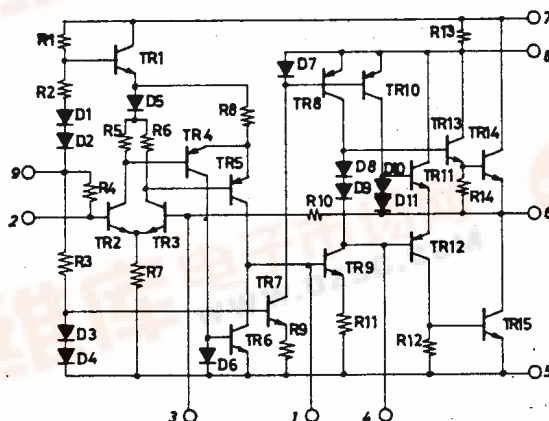 7
R1
R13
TR1
8
D7
R2
TR8
TR10
D5
R8
D1
TR13
R5
R6
TR4
TR14
D2
TR5
D8
D10
TR11
9
D9
R4
D11
R14
R10
2
6
TR2
TR3
TR12
R3
R7
TR7
TR9
D3
TR6
R9
R11
TR15
D4
D6
R12
5
3
1
4